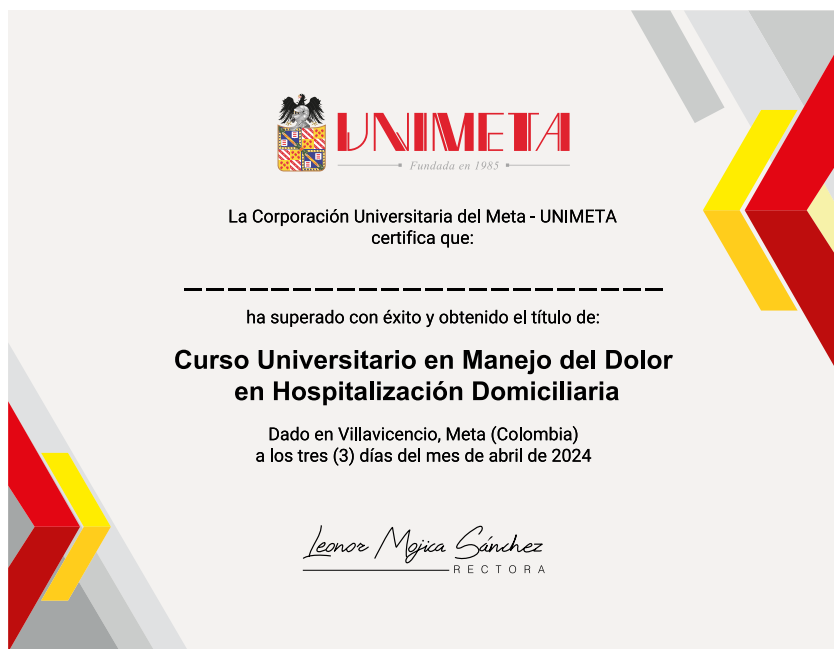 UNIMETA
Fundada en 1985
La Corporación Universitaria del Meta - UNIMETA
certifica que:
ha superado con éxito y obtenido el título de:
Curso Universitario en Manejo del Dolor
en Hospitalización Domiciliaria
Dado en Villavicencio, Meta (Colombia)
a los tres (3) días del mes de abril de 2024
Leonor Mojica Sánchez
RECTORA